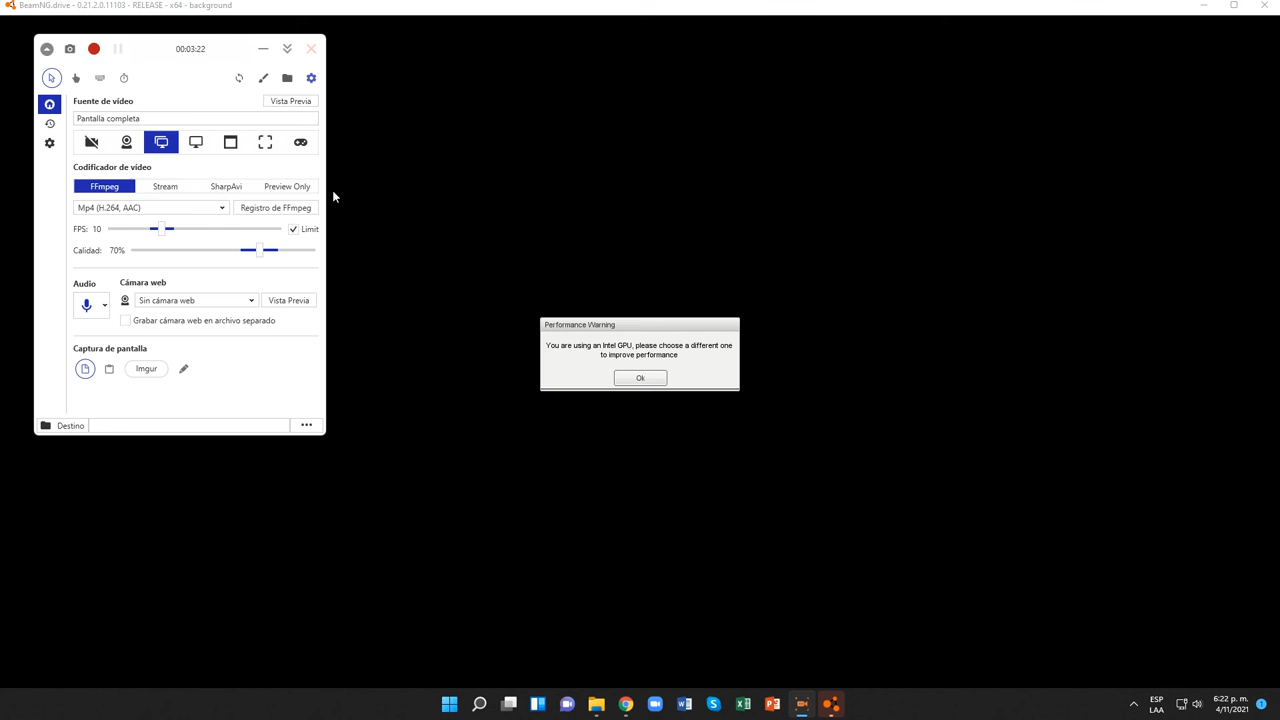 BeamNG.drive - 0.21.2.0.11103 - RELEASE - x64 - background
00:03:22
Fuente de vídeo
Vista Previa
Pantalla completa
Codificador de vídeo
FFmpeg Stream SharpAvi Preview Only
Mp4 (H.264, AAC) Registro de FFmpeg
FPS: 10 Limit
Calidad: 70%
Audio
Cámara web
Sin cámara web Vista Previa
Grabar cámara web en archivo separado
Captura de pantalla
Imgur
Destino
Performance Warning
You are using an Intel GPU, please choose a different one
to improve performance
Ok
ESP
LAA
6:22 p. m.
4/11/2021
1